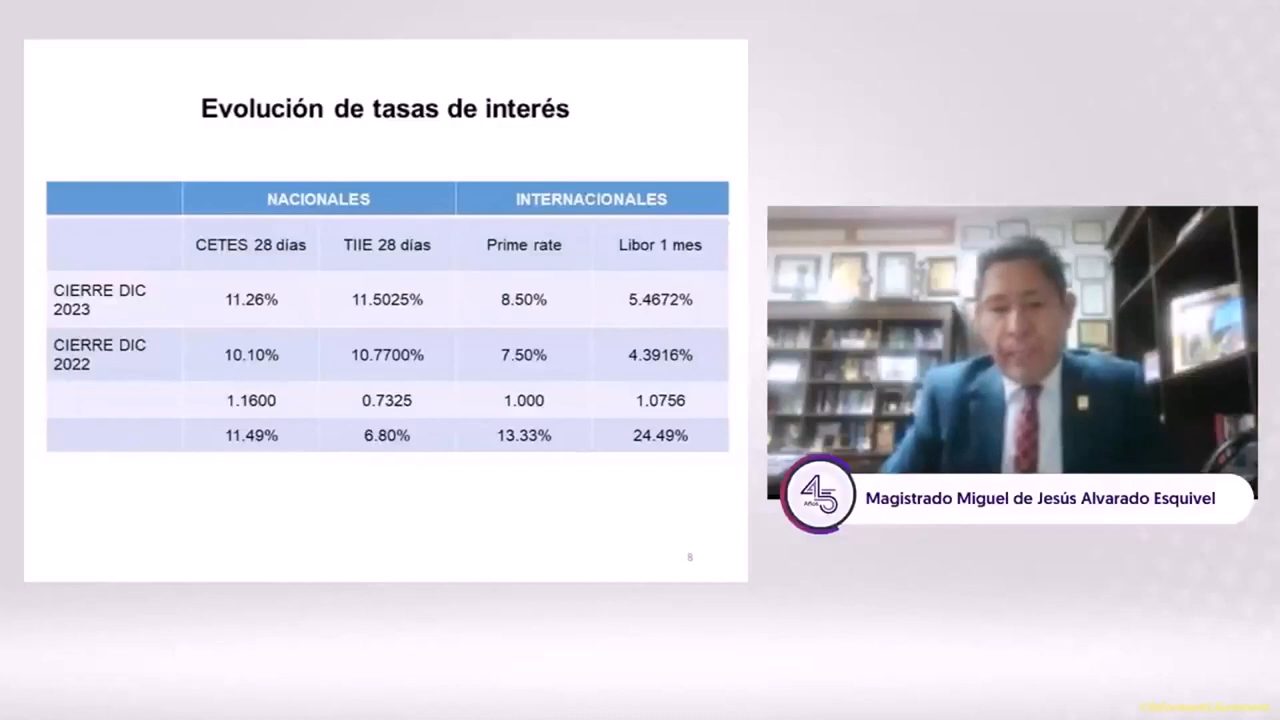 Evolución de tasas de interés
NACIONALES INTERNACIONALES
CETES 28 días TIIE 28 días Prime rate Libor 1 mes
CIERRE DIC 2023 11.26% 11.5025% 8.50% 5.4672%
CIERRE DIC 2022 10.10% 10.7700% 7.50% 4.3916%
1.1600 0.7325 1.000 1.0756
11.49% 6.80% 13.33% 24.49%
8
45
Años
Magistrado Miguel de Jesús Alvarado Esquivel